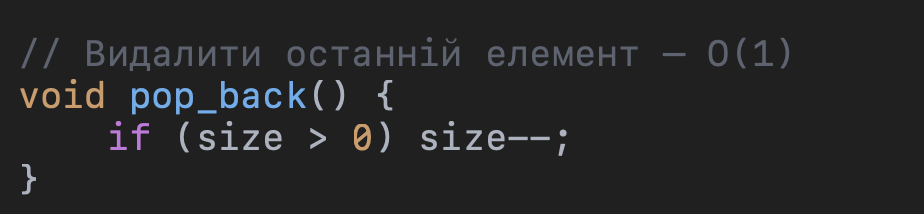 // Видалити останній елемент — O(1)
void pop_back() {
    if (size > 0) size--;
}